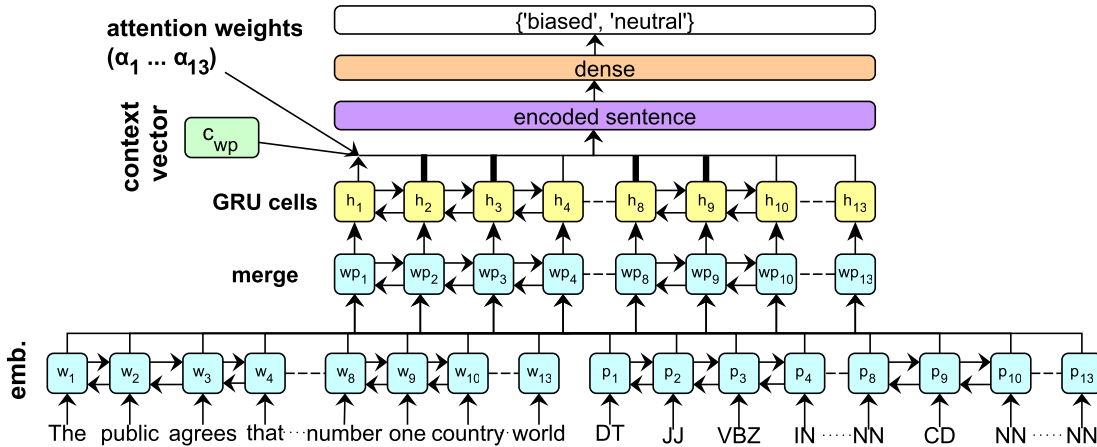 {'biased', 'neutral'}
attention weights
(α1 ... α13)
dense
encoded sentence
context
vector
cwp
GRU cells
h1 h2 h3 h4 h8 h9 h10 h13
merge
wp1 wp2 wp3 wp4 wp8 wp9 wp10 wp13
emb.
w1 w2 w3 w4 w8 w9 w10 w13 p1 p2 p3 p4 p8 p9 p10 p13
The public agrees that number one country world DT JJ VBZ IN NN CD NN NN